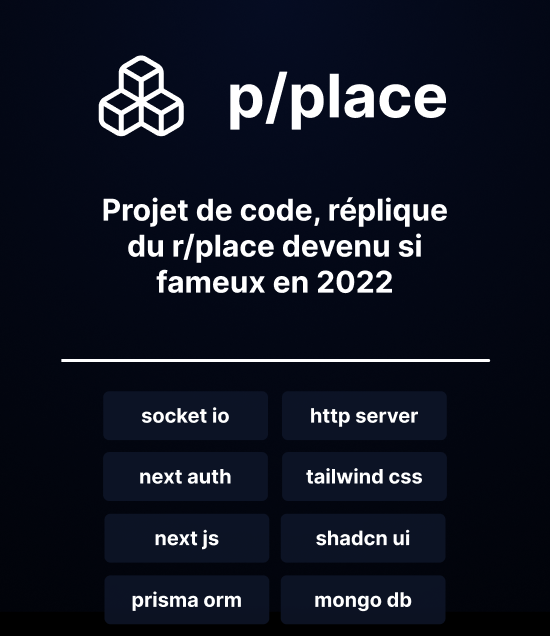 p/place
Projet de code, réplique
du r/place devenu si
fameux en 2022
socket io
http server
next auth
tailwind css
next js
shadcn ui
prisma orm
mongo db